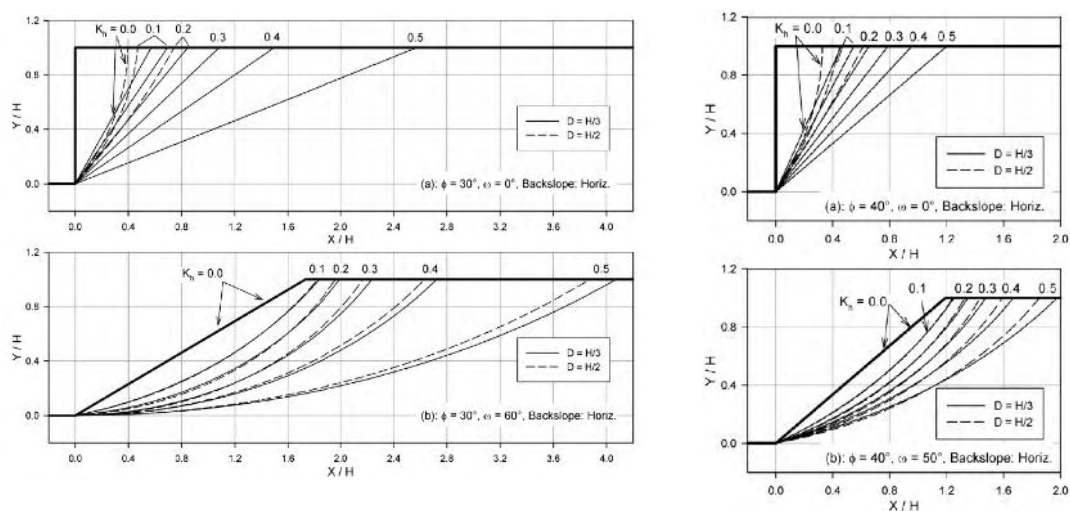 Kh = 0.0 0.1 0.2 0.3 0.4 0.5
1.2
0.8
0.4
0.0
Y / H
D = H/3
D = H/2
(a): ϕ = 30°, ω = 0°, Backslope: Horiz.
0.0 0.4 0.8 1.2 1.6 2.0 2.4 2.8 3.2 3.6 4.0
X / H
Kh = 0.0 0.1 0.2 0.3 0.4 0.5
1.2
0.8
0.4
0.0
Y / H
D = H/3
D = H/2
(b): ϕ = 30°, ω = 60°, Backslope: Horiz.
0.0 0.4 0.8 1.2 1.6 2.0 2.4 2.8 3.2 3.6 4.0
X / H
Kh = 0.0 0.1 0.2 0.3 0.4 0.5
1.2
0.8
0.4
0.0
Y / H
D = H/3
D = H/2
(a): ϕ = 40°, ω = 0°, Backslope: Horiz.
0.0 0.4 0.8 1.2 1.6 2.0
X / H
Kh = 0.0 0.1 0.2 0.3 0.4 0.5
1.2
0.8
0.4
0.0
Y / H
D = H/3
D = H/2
(b): ϕ = 40°, ω = 50°, Backslope: Horiz.
0.0 0.4 0.8 1.2 1.6 2.0
X / H